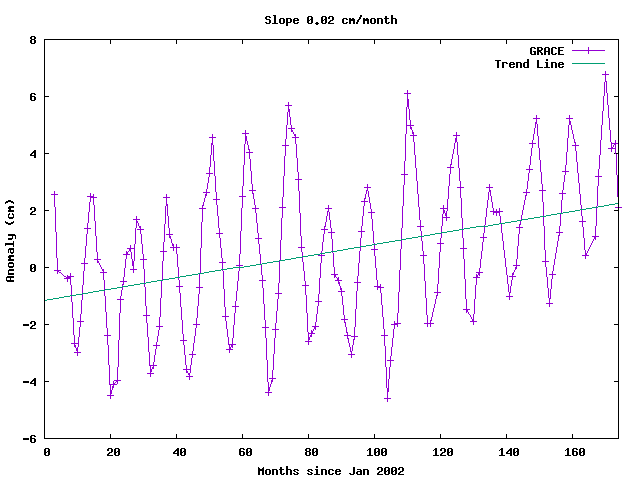 Slope 0.02 cm/month
GRACE
Trend Line
8
6
4
2
0
-2
-4
-6
Anomaly (cm)
0 20 40 60 80 100 120 140 160
Months since Jan 2002